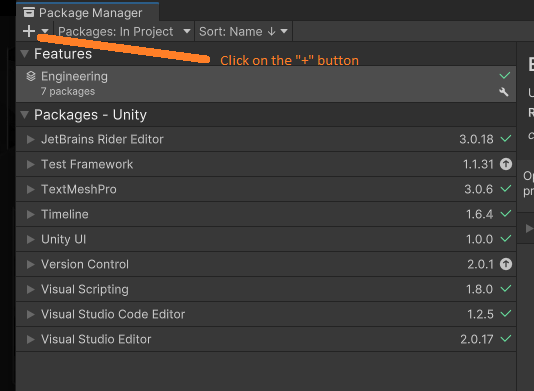 Package Manager
+ ▾ Packages: In Project ▾ Sort: Name ↓ ▾
Click on the "+" button
Features
Engineering
7 packages
Packages - Unity
JetBrains Rider Editor 3.0.18
Test Framework 1.1.31
TextMeshPro 3.0.6
Timeline 1.6.4
Unity UI 1.0.0
Version Control 2.0.1
Visual Scripting 1.8.0
Visual Studio Code Editor 1.2.5
Visual Studio Editor 2.0.17